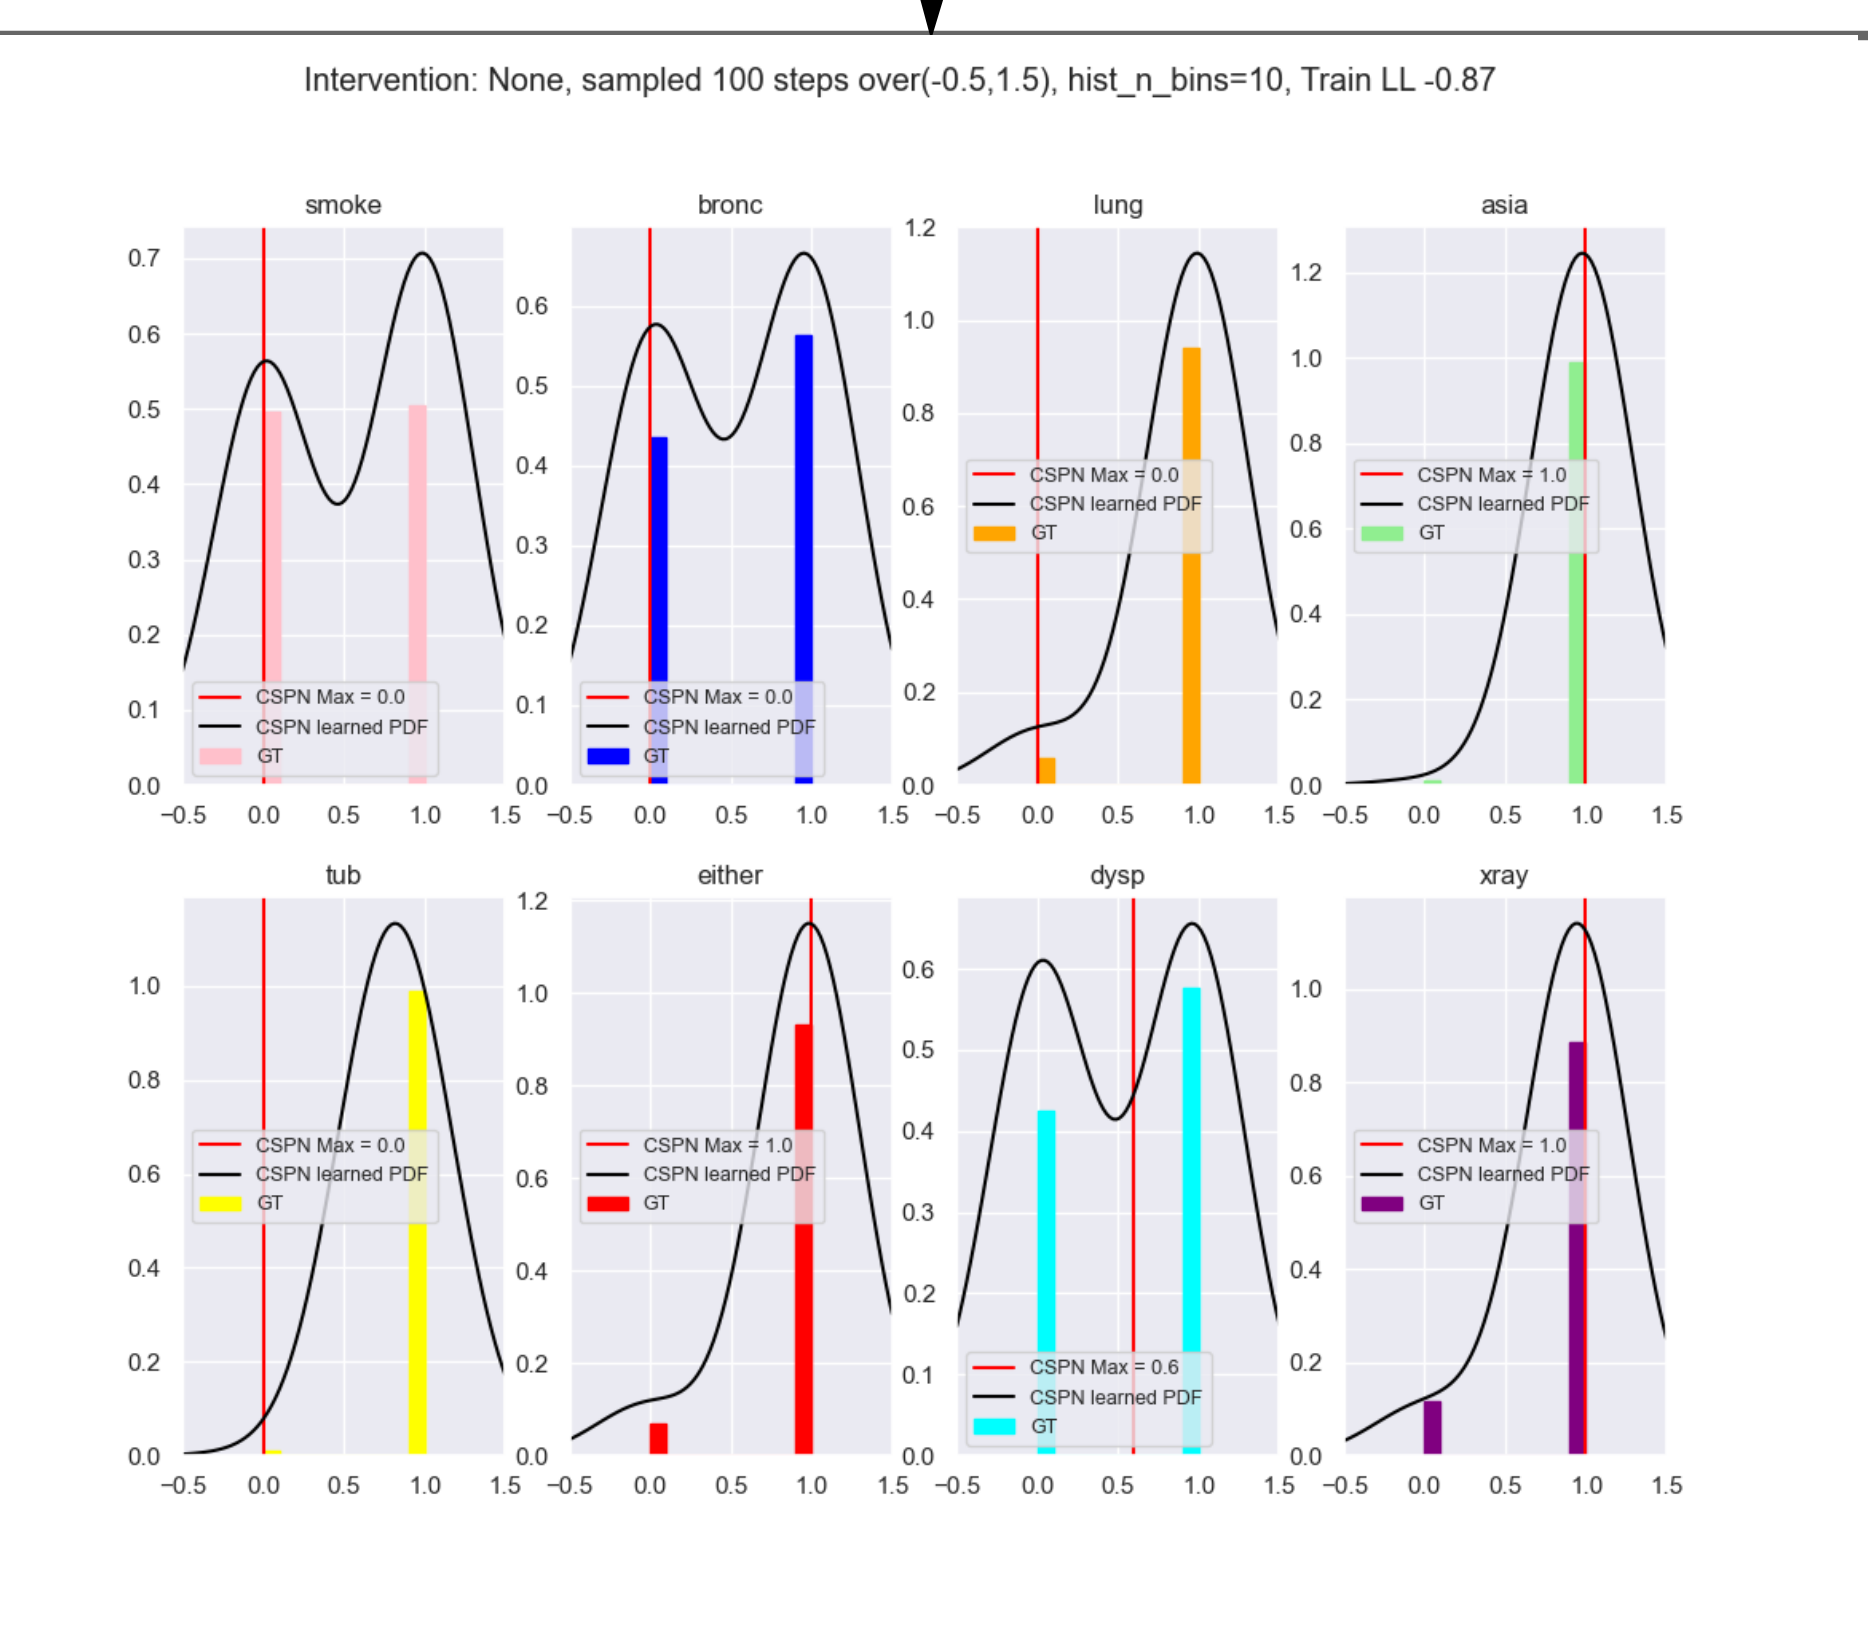 Intervention: None, sampled 100 steps over(-0.5,1.5), hist_n_bins=10, Train LL -0.87
smoke
0.7
0.6
0.5
0.4
0.3
0.2
0.1
0.0
CSPN Max = 0.0
CSPN learned PDF
GT
−0.5 0.0 0.5 1.0 1.5
bronc
0.6
0.5
0.4
0.3
0.2
0.1
0.0
CSPN Max = 0.0
CSPN learned PDF
GT
−0.5 0.0 0.5 1.0 1.5
lung
1.2
1.0
0.8
0.6
0.4
0.2
0.0
CSPN Max = 0.0
CSPN learned PDF
GT
−0.5 0.0 0.5 1.0 1.5
asia
1.2
1.0
0.8
0.6
0.4
0.2
0.0
CSPN Max = 1.0
CSPN learned PDF
GT
−0.5 0.0 0.5 1.0 1.5
tub
1.0
0.8
0.6
0.4
0.2
0.0
CSPN Max = 0.0
CSPN learned PDF
GT
−0.5 0.0 0.5 1.0 1.5
either
1.2
1.0
0.8
0.6
0.4
0.2
0.0
CSPN Max = 1.0
CSPN learned PDF
GT
−0.5 0.0 0.5 1.0 1.5
dysp
0.6
0.5
0.4
0.3
0.2
0.1
0.0
CSPN Max = 0.6
CSPN learned PDF
GT
−0.5 0.0 0.5 1.0 1.5
xray
1.0
0.8
0.6
0.4
0.2
0.0
CSPN Max = 1.0
CSPN learned PDF
GT
−0.5 0.0 0.5 1.0 1.5